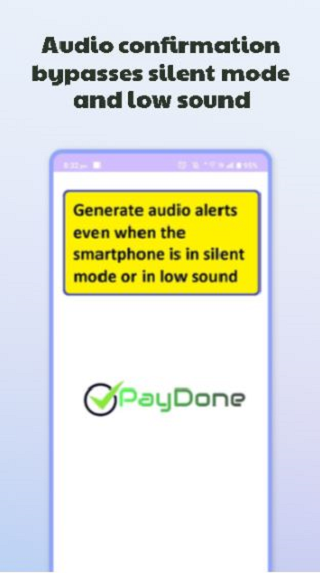 Audio confirmation
bypasses silent mode
and low sound
Generate audio alerts
even when the
smartphone is in silent
mode or in low sound
PayDone